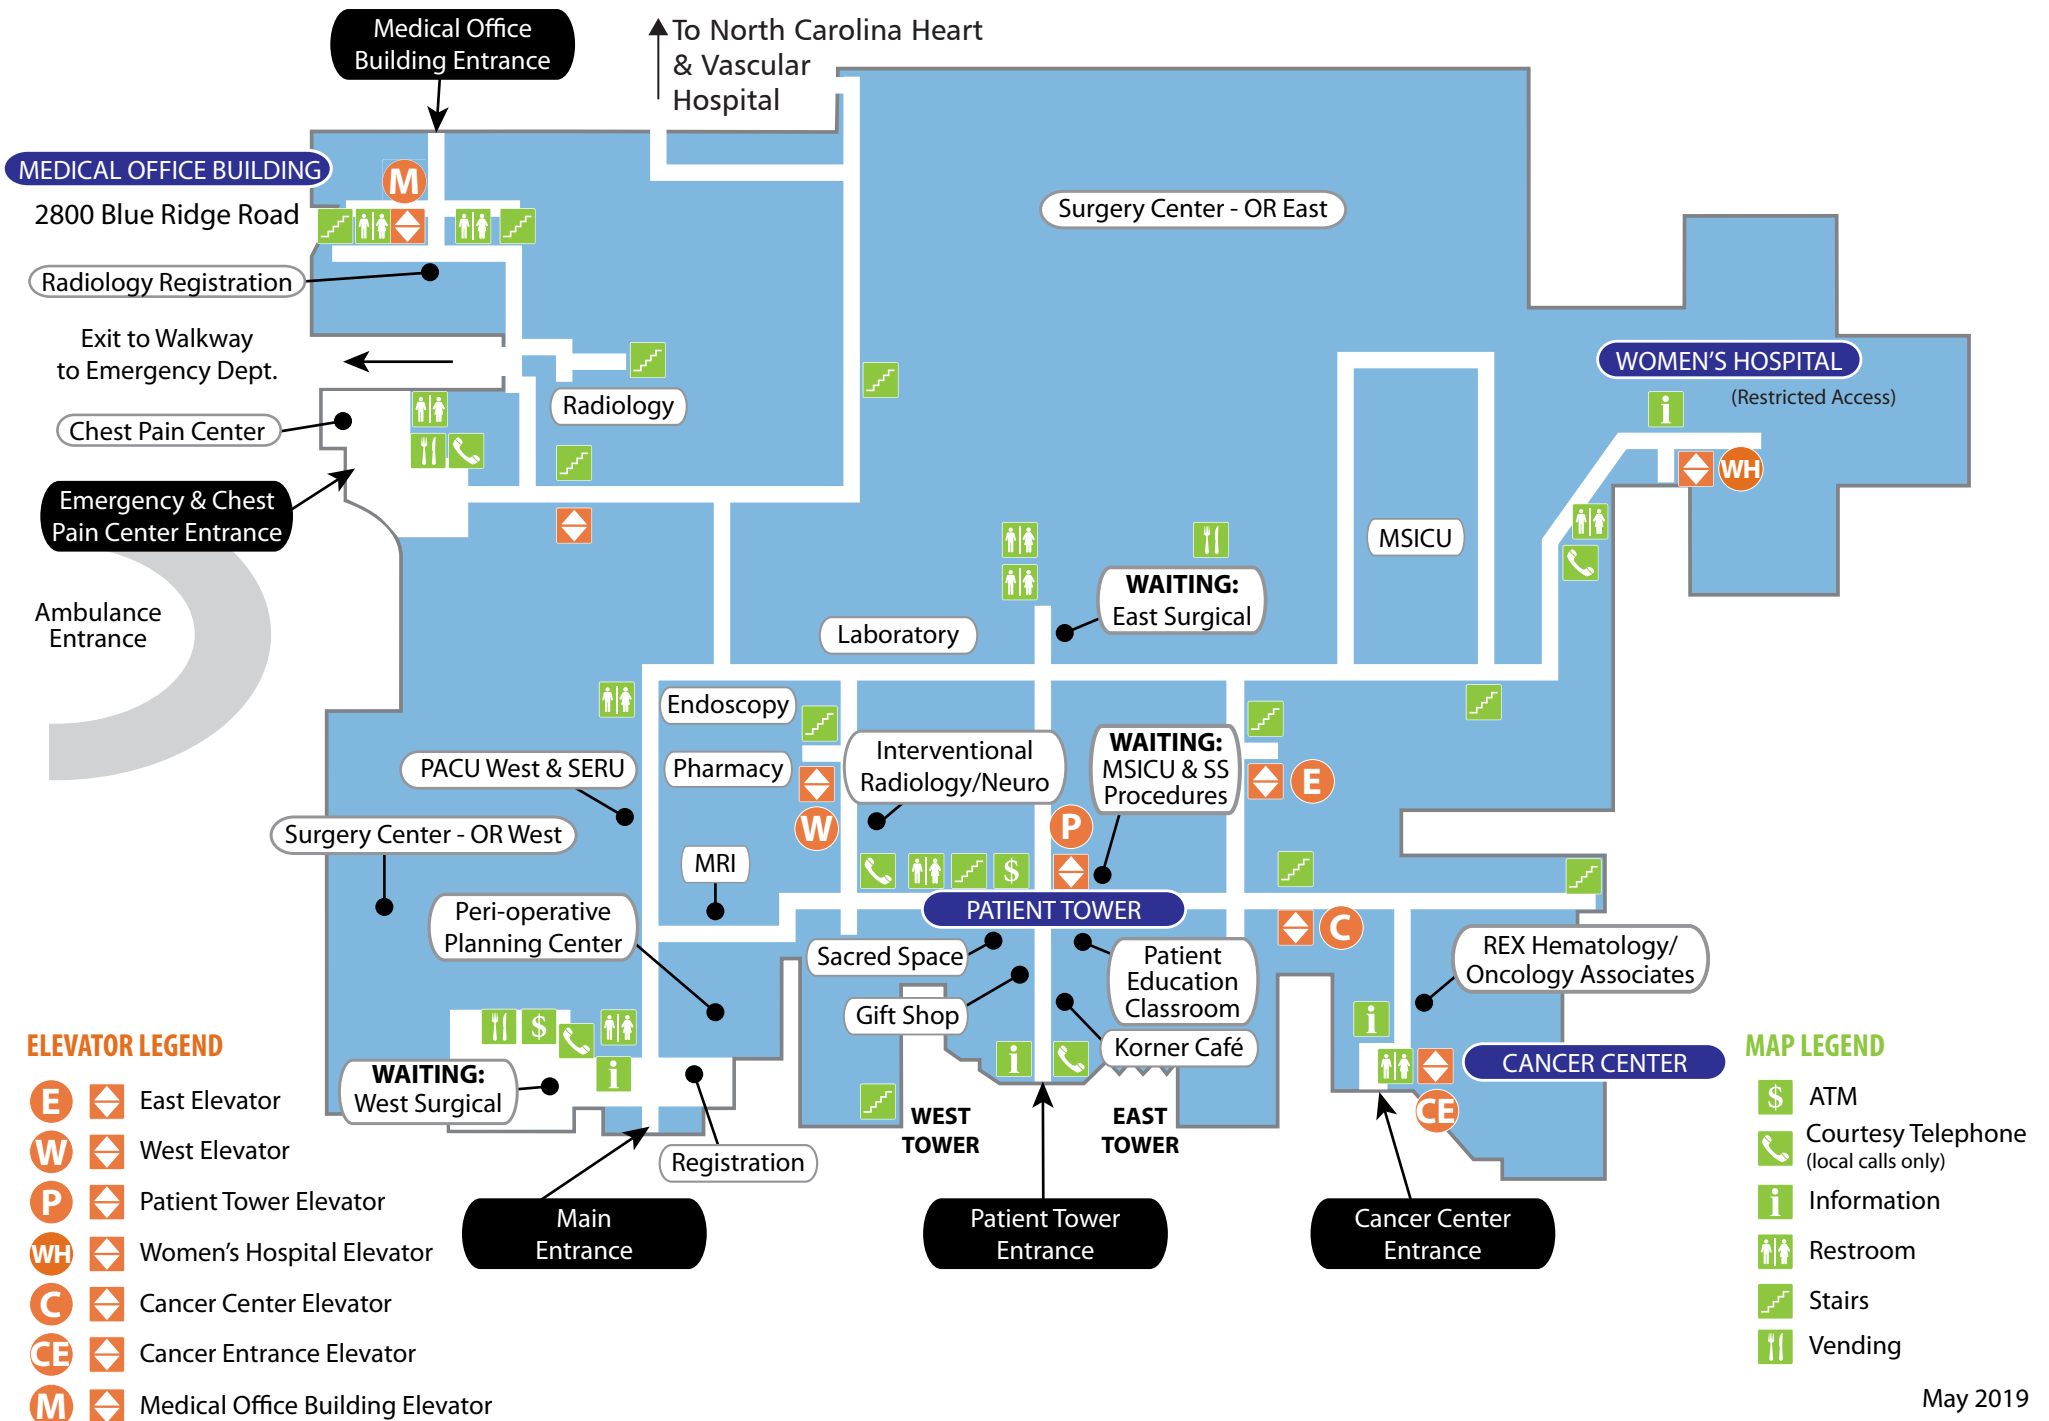 Medical Office
Building Entrance
To North Carolina Heart
& Vascular
Hospital
MEDICAL OFFICE BUILDING
M
2800 Blue Ridge Road
Surgery Center - OR East
Radiology Registration
Exit to Walkway
to Emergency Dept.
WOMEN'S HOSPITAL
(Restricted Access)
i
Radiology
Chest Pain Center
WH
Emergency & Chest
Pain Center Entrance
MSICU
Ambulance
Entrance
WAITING:
East Surgical
Laboratory
Endoscopy
PACU West & SERU
Pharmacy
Interventional
Radiology/Neuro
WAITING:
MSICU & SS
Procedures
E
W
P
Surgery Center - OR West
MRI
$
PATIENT TOWER
C
Peri-operative
Planning Center
Sacred Space
Patient
Education
Classroom
REX Hematology/
Oncology Associates
Gift Shop
Korner Café
$
i
i
i
WAITING:
West Surgical
CANCER CENTER
CE
WEST
TOWER
EAST
TOWER
Registration
Main
Entrance
Patient Tower
Entrance
Cancer Center
Entrance
ELEVATOR LEGEND
E East Elevator
W West Elevator
P Patient Tower Elevator
WH Women's Hospital Elevator
C Cancer Center Elevator
CE Cancer Entrance Elevator
M Medical Office Building Elevator
MAP LEGEND
$ ATM
Courtesy Telephone
(local calls only)
i Information
Restroom
Stairs
Vending
May 2019